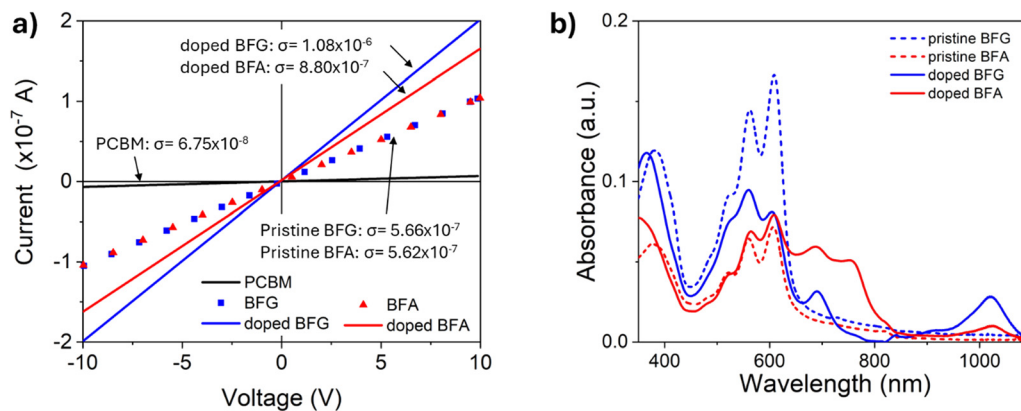 a)
Current (x10⁻⁷ A)
2
1
0
-1
-2
doped BFG: σ= 1.08x10⁻⁶
doped BFA: σ= 8.80x10⁻⁷
PCBM: σ= 6.75x10⁻⁸
Pristine BFG: σ= 5.66x10⁻⁷
Pristine BFA: σ= 5.62x10⁻⁷
PCBM
BFG
BFA
doped BFG
doped BFA
-10 -5 0 5 10
Voltage (V)
b)
Absorbance (a.u.)
0.2
0.1
0.0
pristine BFG
pristine BFA
doped BFG
doped BFA
400 600 800 1000
Wavelength (nm)